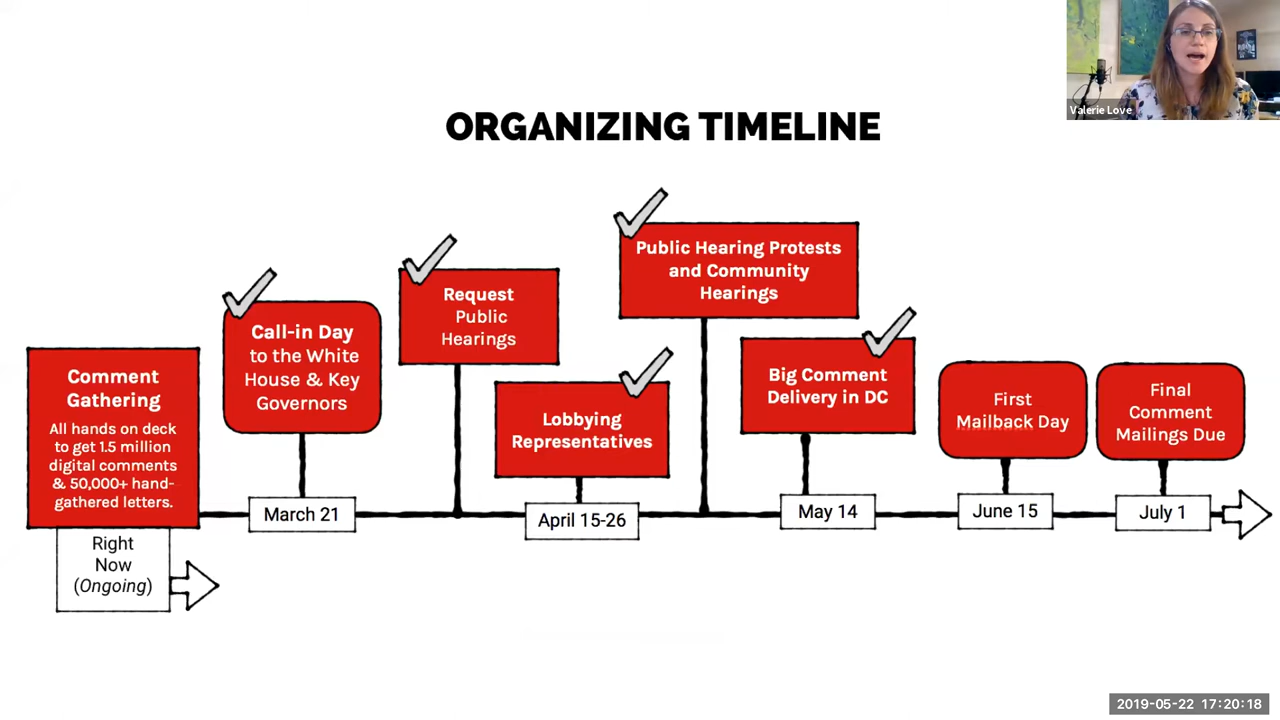 Valerie Love
ORGANIZING TIMELINE
Comment
Gathering
All hands on deck
to get 1.5 million
digital comments
& 50,000+ hand-
gathered letters.
Right
Now
(Ongoing)
Call-in Day
to the White
House & Key
Governors
March 21
Request
Public
Hearings
Lobbying
Representatives
April 15-26
Public Hearing Protests
and Community
Hearings
Big Comment
Delivery in DC
May 14
First
Mailback Day
June 15
Final
Comment
Mailings Due
July 1
2019-05-22 17:20:18